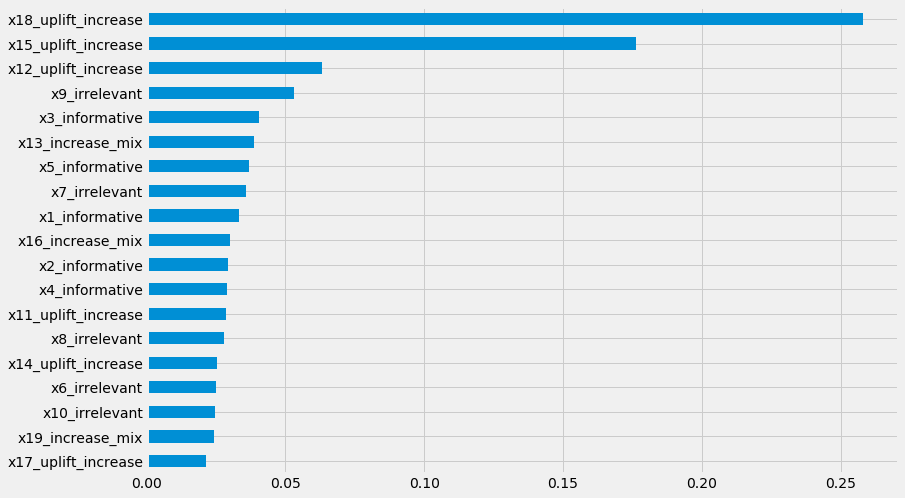 x18_uplift_increase
x15_uplift_increase
x12_uplift_increase
x9_irrelevant
x3_informative
x13_increase_mix
x5_informative
x7_irrelevant
x1_informative
x16_increase_mix
x2_informative
x4_informative
x11_uplift_increase
x8_irrelevant
x14_uplift_increase
x6_irrelevant
x10_irrelevant
x19_increase_mix
x17_uplift_increase
0.00 0.05 0.10 0.15 0.20 0.25